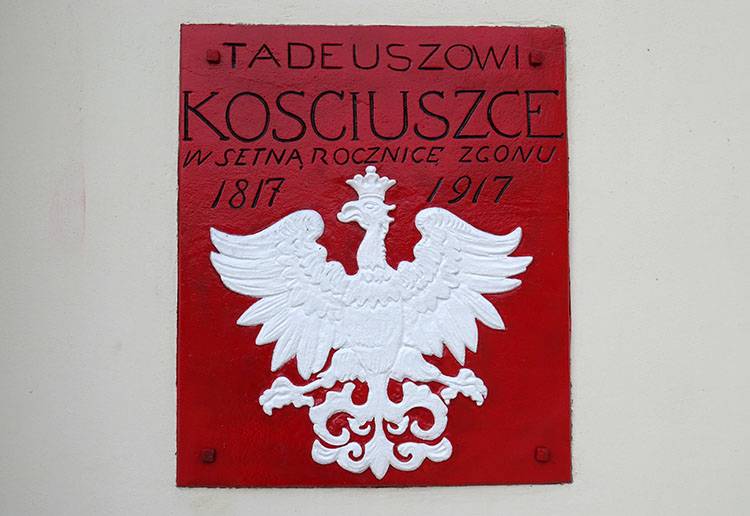 TADEUSZOWI
KOSCIUSZCE
W SETNĄ ROCZNICĘ ZGONU
1817 1917